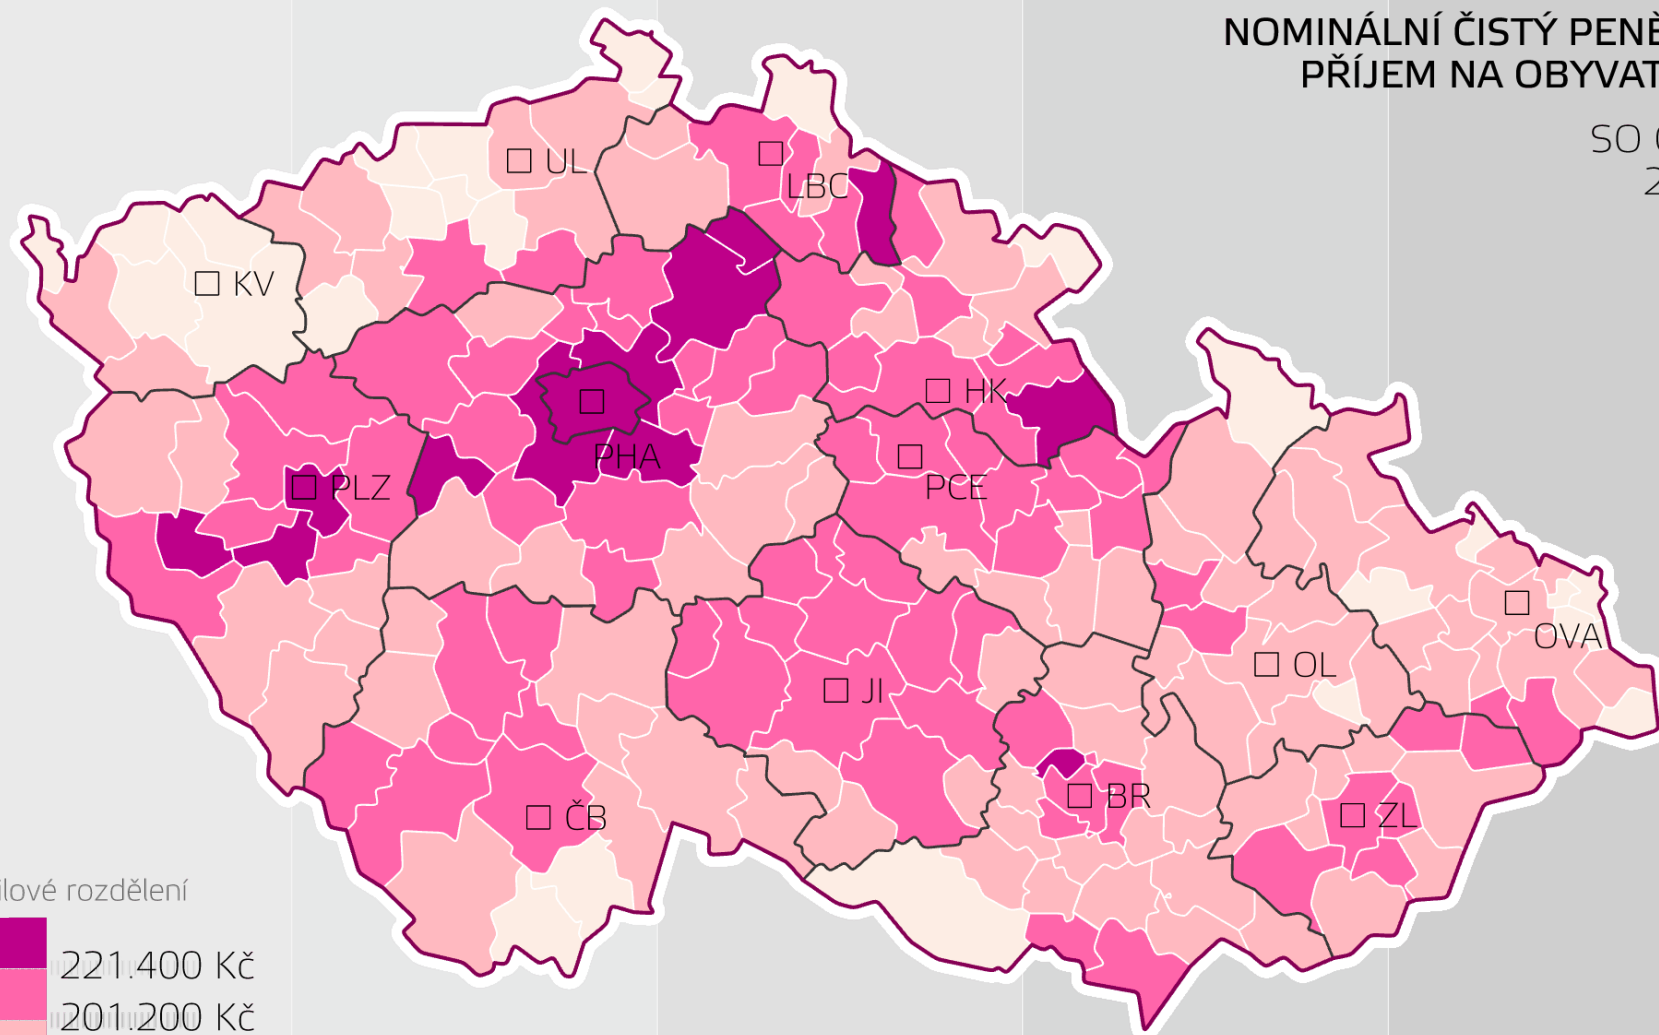 NOMINÁLNÍ ČISTÝ PENĚ
PŘÍJEM NA OBYVAT
SO
2
UL
LBC
KV
HK
PHA
PLZ
PCE
OVA
OL
JI
BR
ČB
ZL
ilové rozdělení
221.400 Kč
201.200 Kč